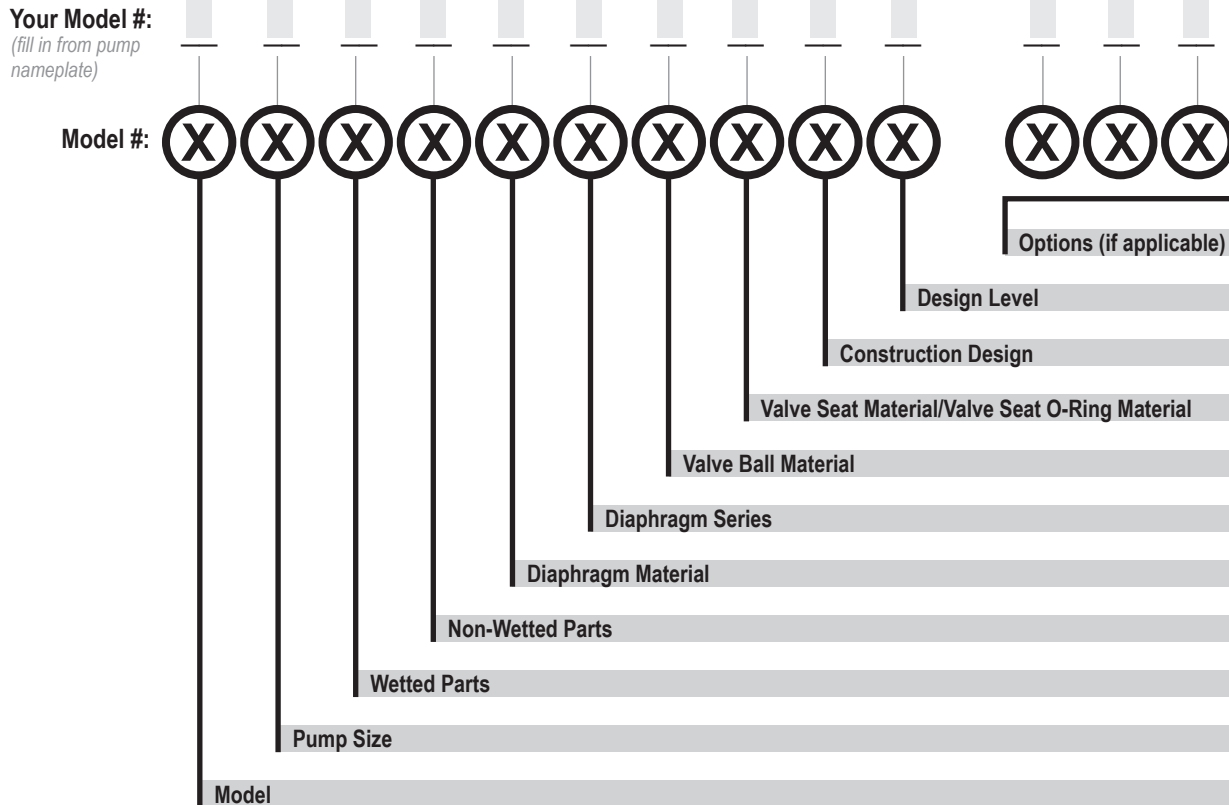 Your Model #:
(fill in from pump
nameplate)
Model #: X X X X X X X X X X X X X
Options (if applicable)
Design Level
Construction Design
Valve Seat Material/Valve Seat O-Ring Material
Valve Ball Material
Diaphragm Series
Diaphragm Material
Non-Wetted Parts
Wetted Parts
Pump Size
Model